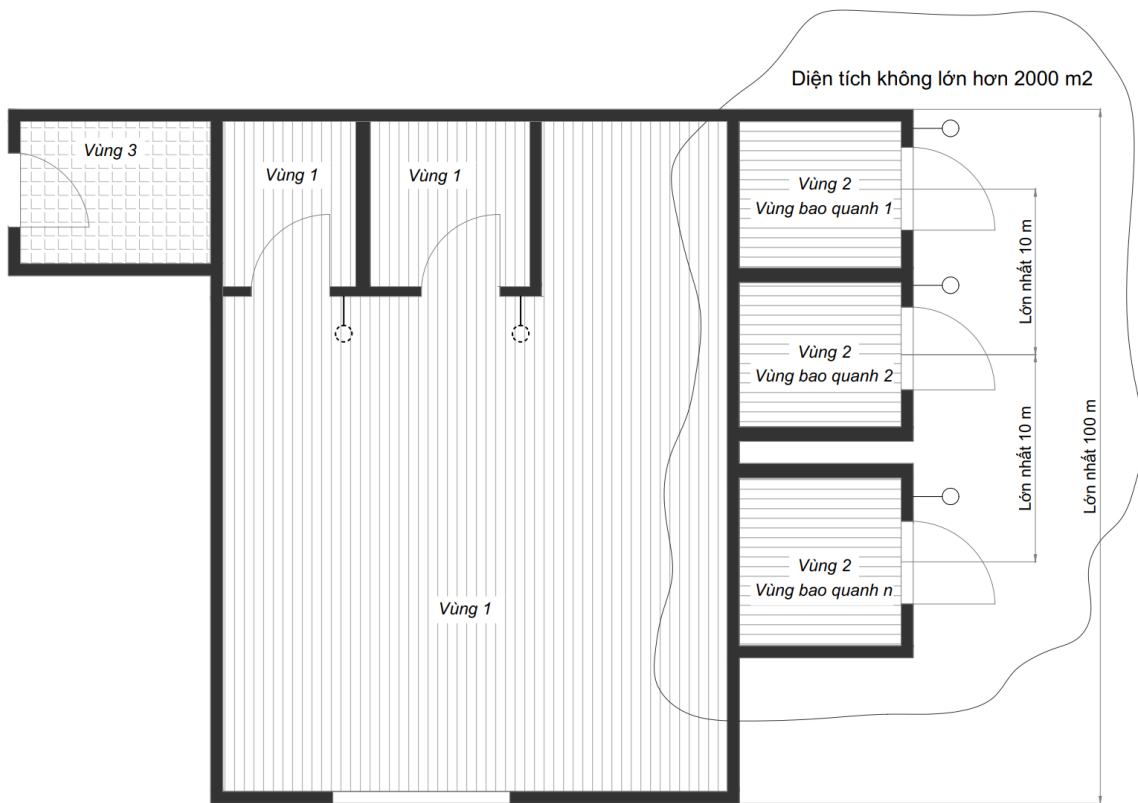 Diện tích không lớn hơn 2000 m2
Vùng 3
Vùng 1
Vùng 1
Vùng 2
Vùng bao quanh 1
Lớn nhất 10 m
Vùng 2
Vùng bao quanh 2
Lớn nhất 10 m
Lớn nhất 100 m
Vùng 2
Vùng bao quanh n
Vùng 1